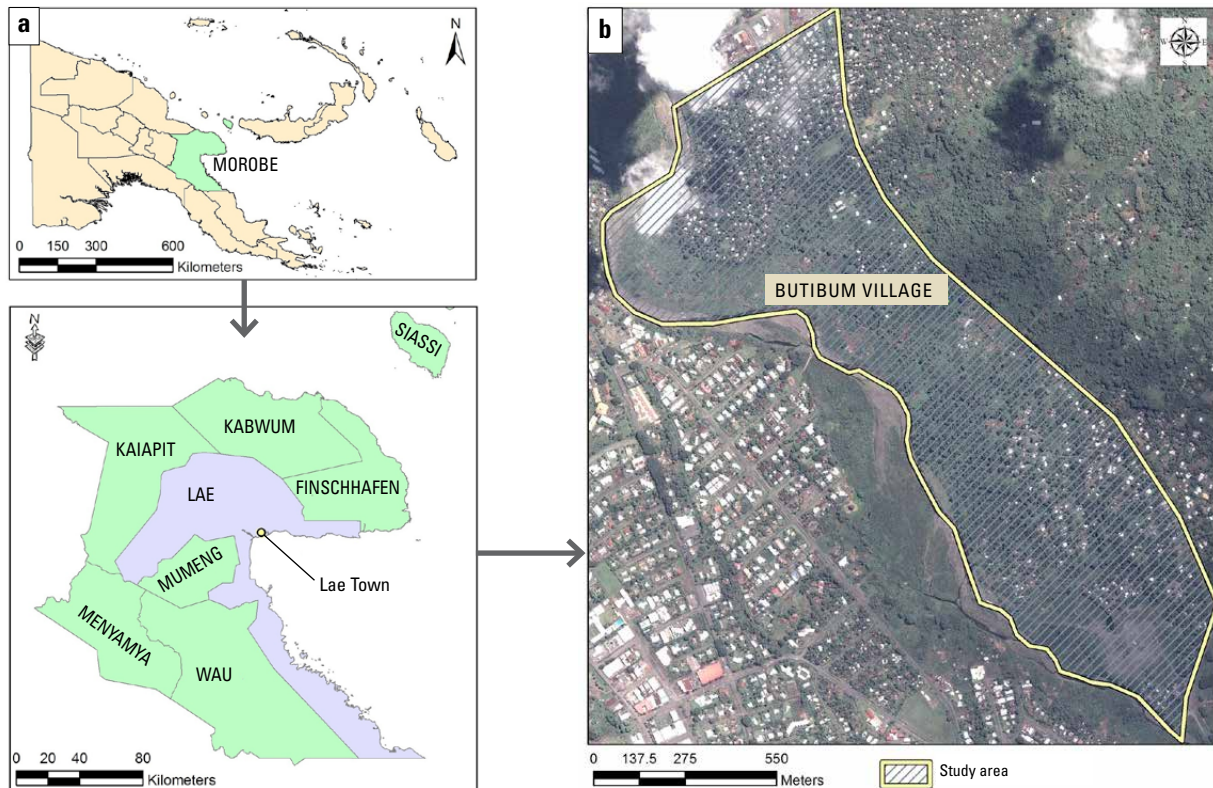 a
N
MOROBE
0 150 300 600
Kilometers
N
SIASSI
KABWUM
KAIAPIT
LAE
FINSCHHAFEN
MUMENG
Lae Town
MENYAMYA
WAU
0 20 40 80
Kilometers
b
N
W E
S
BUTIBUM VILLAGE
0 137.5 275 550
Meters
Study area